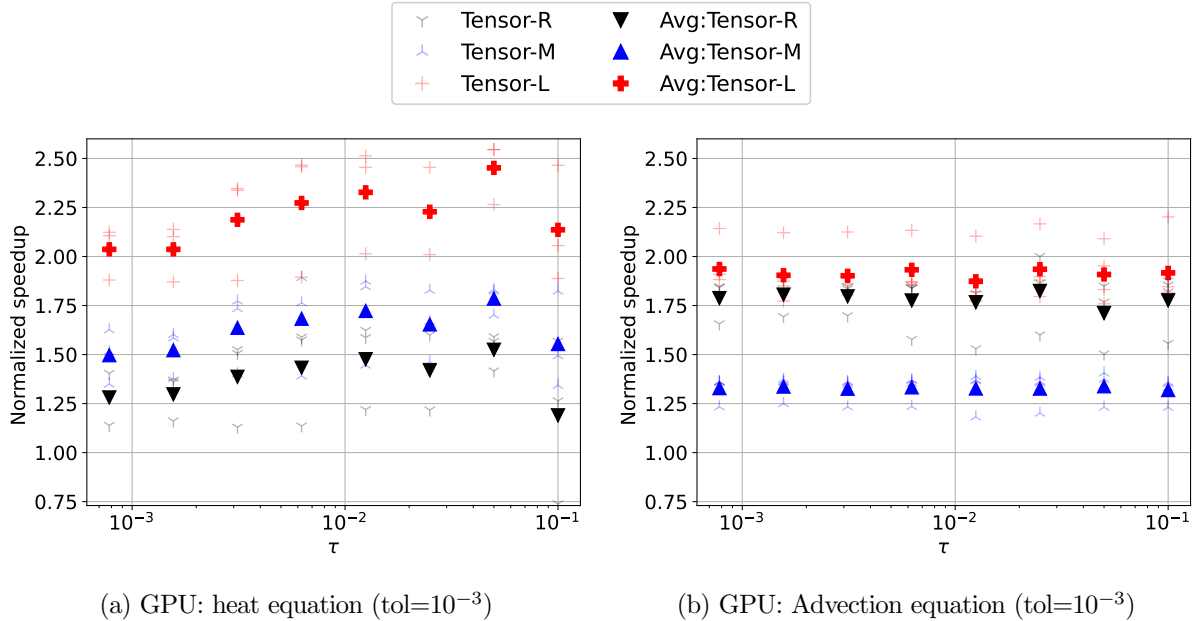 Tensor-R
Tensor-M
Tensor-L
Avg:Tensor-R
Avg:Tensor-M
Avg:Tensor-L
Normalized speedup
2.50
2.25
2.00
1.75
1.50
1.25
1.00
0.75
10⁻³
10⁻²
10⁻¹
τ
(a) GPU: heat equation (tol=10⁻³)
Normalized speedup
2.50
2.25
2.00
1.75
1.50
1.25
1.00
0.75
10⁻³
10⁻²
10⁻¹
τ
(b) GPU: Advection equation (tol=10⁻³)